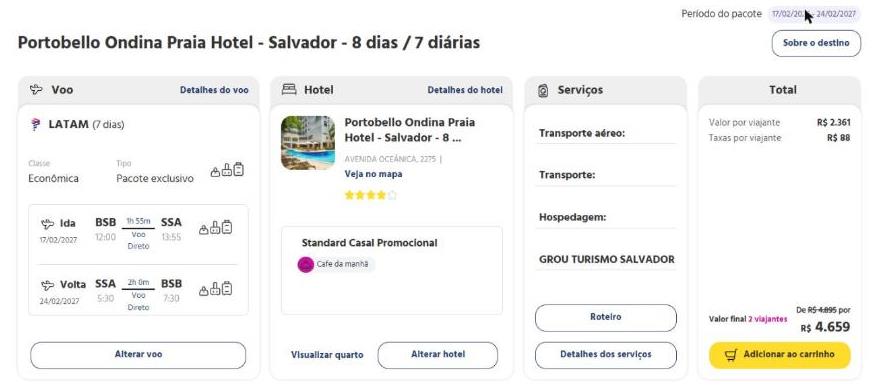 Período do pacote 17/02/202 - 24/02/2027
Portobello Ondina Praia Hotel - Salvador - 8 dias / 7 diárias
Sobre o destino
Voo
Detalhes do voo
LATAM (7 dias)
Classe
Econômica
Tipo
Pacote exclusivo
Ida
17/02/2027
BSB
12:00
1h 55m
Voo
Direto
SSA
13:55
Volta
24/02/2027
SSA
5:30
2h 0m
Voo
Direto
BSB
7:30
Alterar voo
Hotel
Detalhes do hotel
Portobello Ondina Praia
Hotel - Salvador - 8 ...
AVENIDA OCEÂNICA, 2275 |
Veja no mapa
Standard Casal Promocional
Cafe da manhã
Visualizar quarto
Alterar hotel
Serviços
Transporte aéreo:
Transporte:
Hospedagem:
GROU TURISMO SALVADOR
Roteiro
Detalhes dos serviços
Total
Valor por viajante R$ 2.361
Taxas por viajante R$ 88
Valor final 2 viajantes
De R$ 4.895 por
R$ 4.659
Adicionar ao carrinho